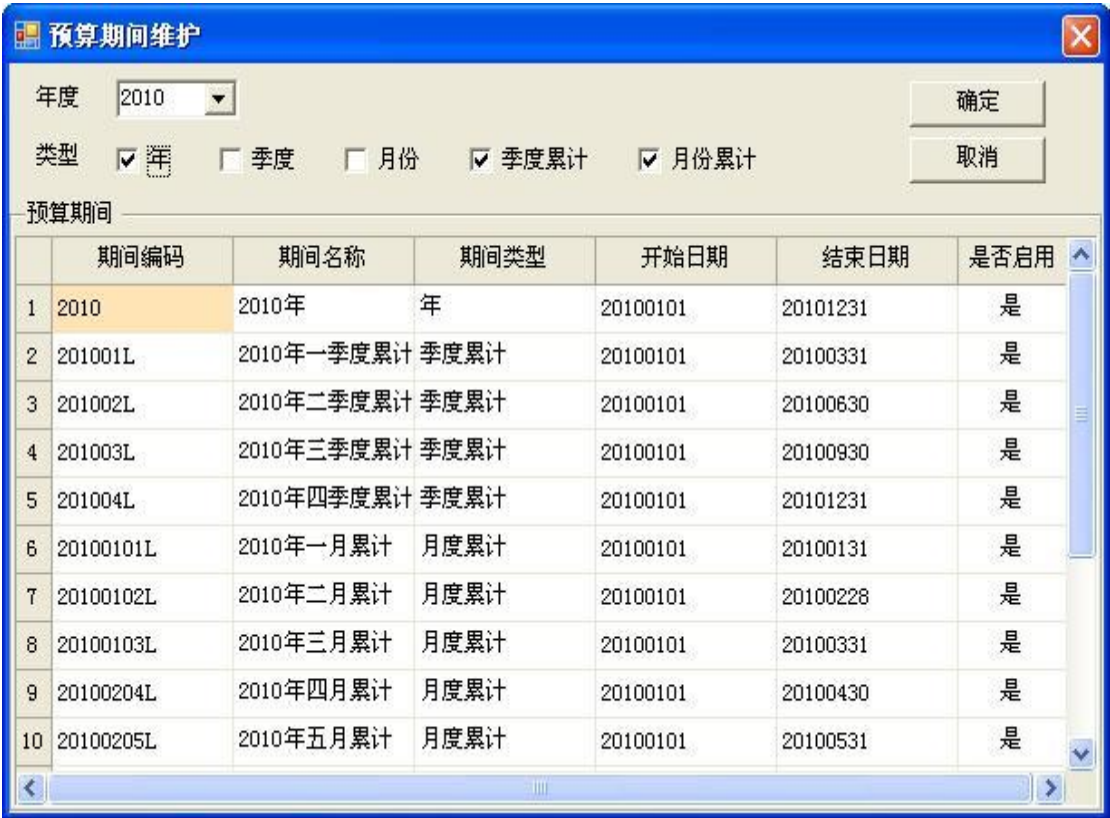 预算期间维护
年度 2010 确定
类型 年 季度 月份 季度累计 月份累计 取消
预算期间
期间编码 期间名称 期间类型 开始日期 结束日期 是否启用
1 2010 2010年 年 20100101 20101231 是
2 201001L 2010年一季度累计 季度累计 20100101 20100331 是
3 201002L 2010年二季度累计 季度累计 20100101 20100630 是
4 201003L 2010年三季度累计 季度累计 20100101 20100930 是
5 201004L 2010年四季度累计 季度累计 20100101 20101231 是
6 20100101L 2010年一月累计 月度累计 20100101 20100131 是
7 20100102L 2010年二月累计 月度累计 20100101 20100228 是
8 20100103L 2010年三月累计 月度累计 20100101 20100331 是
9 20100204L 2010年四月累计 月度累计 20100101 20100430 是
10 20100205L 2010年五月累计 月度累计 20100101 20100531 是